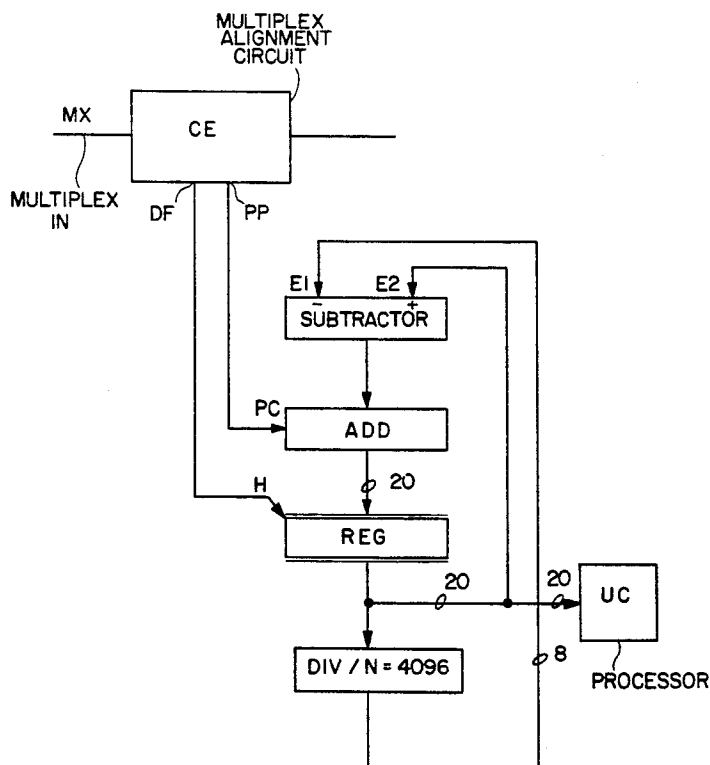 MULTIPLEX
ALIGNMENT
CIRCUIT
MX
CE
MULTIPLEX
IN
DF
PP
E1
E2
- +
SUBTRACTOR
PC
ADD
20
H
REG
20
20
UC
8
PROCESSOR
DIV / N = 4096